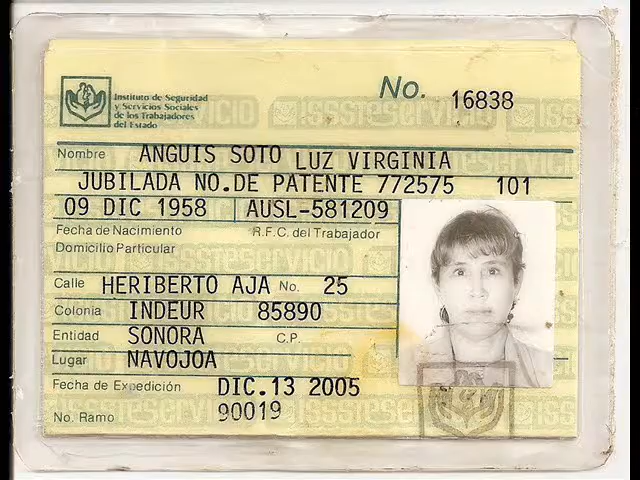 Instituto de Seguridad
y Servicios Sociales
de los Trabajadores
del Estado
No. 16838
Nombre ANGUIS SOTO LUZ VIRGINIA
JUBILADA NO.DE PATENTE 772575 101
09 DIC 1958 AUSL-581209
Fecha de Nacimiento R.F.C. del Trabajador
Domicilio Particular
Calle HERIBERTO AJA No. 25
Colonia INDEUR 85890
Entidad SONORA C.P.
Lugar NAVOJOA
Fecha de Expedición DIC.13 2005
No. Ramo 90019